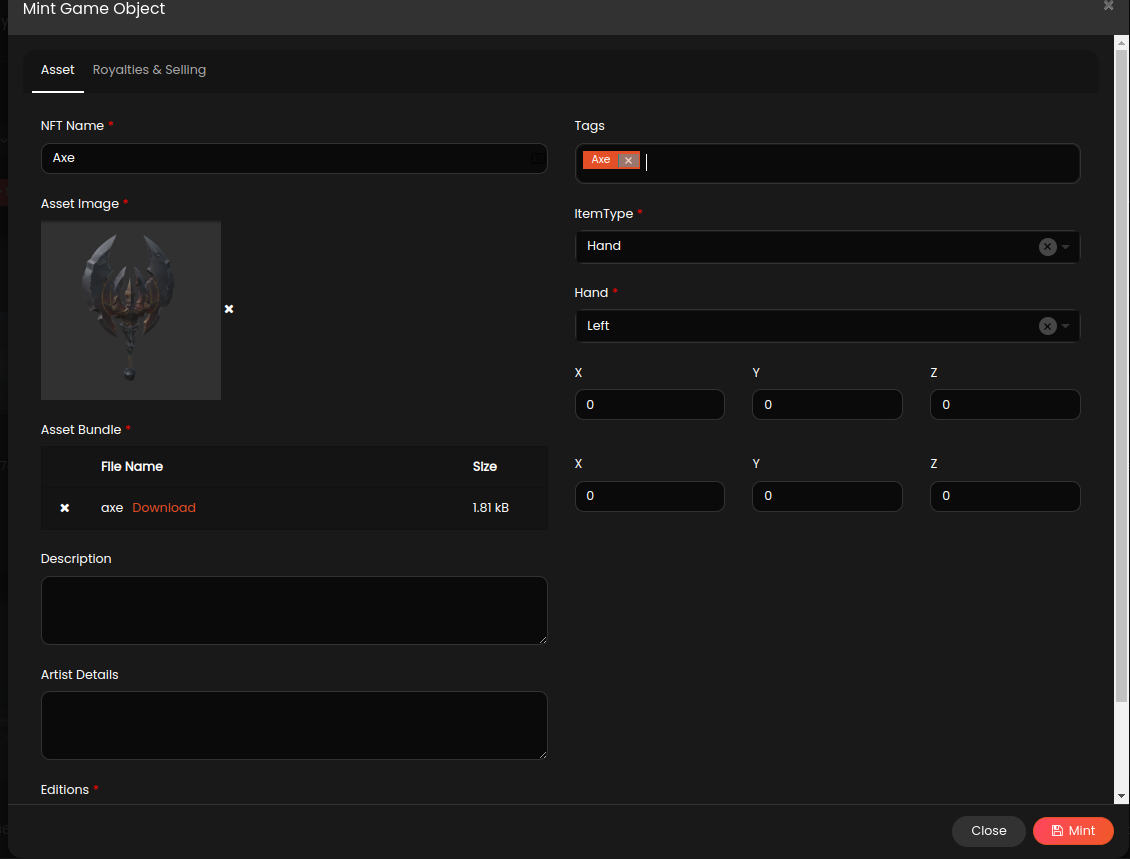 Mint Game Object
Asset
Royalties & Selling
NFT Name *
Axe
Asset Image *
Asset Bundle *
File Name
Size
axe
Download
1.81 kB
Description
Artist Details
Editions *
Tags
Axe
ItemType *
Hand
Hand *
Left
X
Y
Z
0
0
0
X
Y
Z
0
0
0
Close
Mint